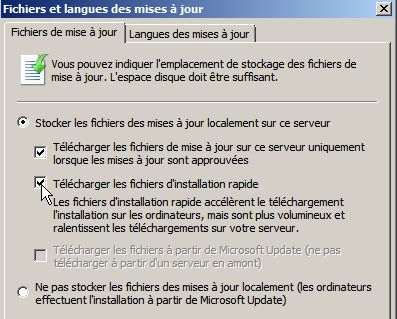 Fichiers et langues des mises à jour
Fichiers de mise à jour
Langues des mises à jour
Vous pouvez indiquer l'emplacement de stockage des fichiers de
mise à jour. L'espace disque doit être suffisant.
Stocker les fichiers des mises à jour localement sur ce serveur
Télécharger les fichiers de mise à jour sur ce serveur uniquement
lorsque les mises à jour sont approuvées
Télécharger les fichiers d'installation rapide
Les fichiers d'installation rapide accélèrent le téléchargement
l'installation sur les ordinateurs, mais sont plus volumineux et
ralentissent les téléchargements sur votre serveur.
Télécharger les fichiers à partir de Microsoft Update (ne pas
télécharger à partir d'un serveur en amont)
Ne pas stocker les fichiers des mises à jour localement (les ordinateurs
effectuent l'installation à partir de Microsoft Update)